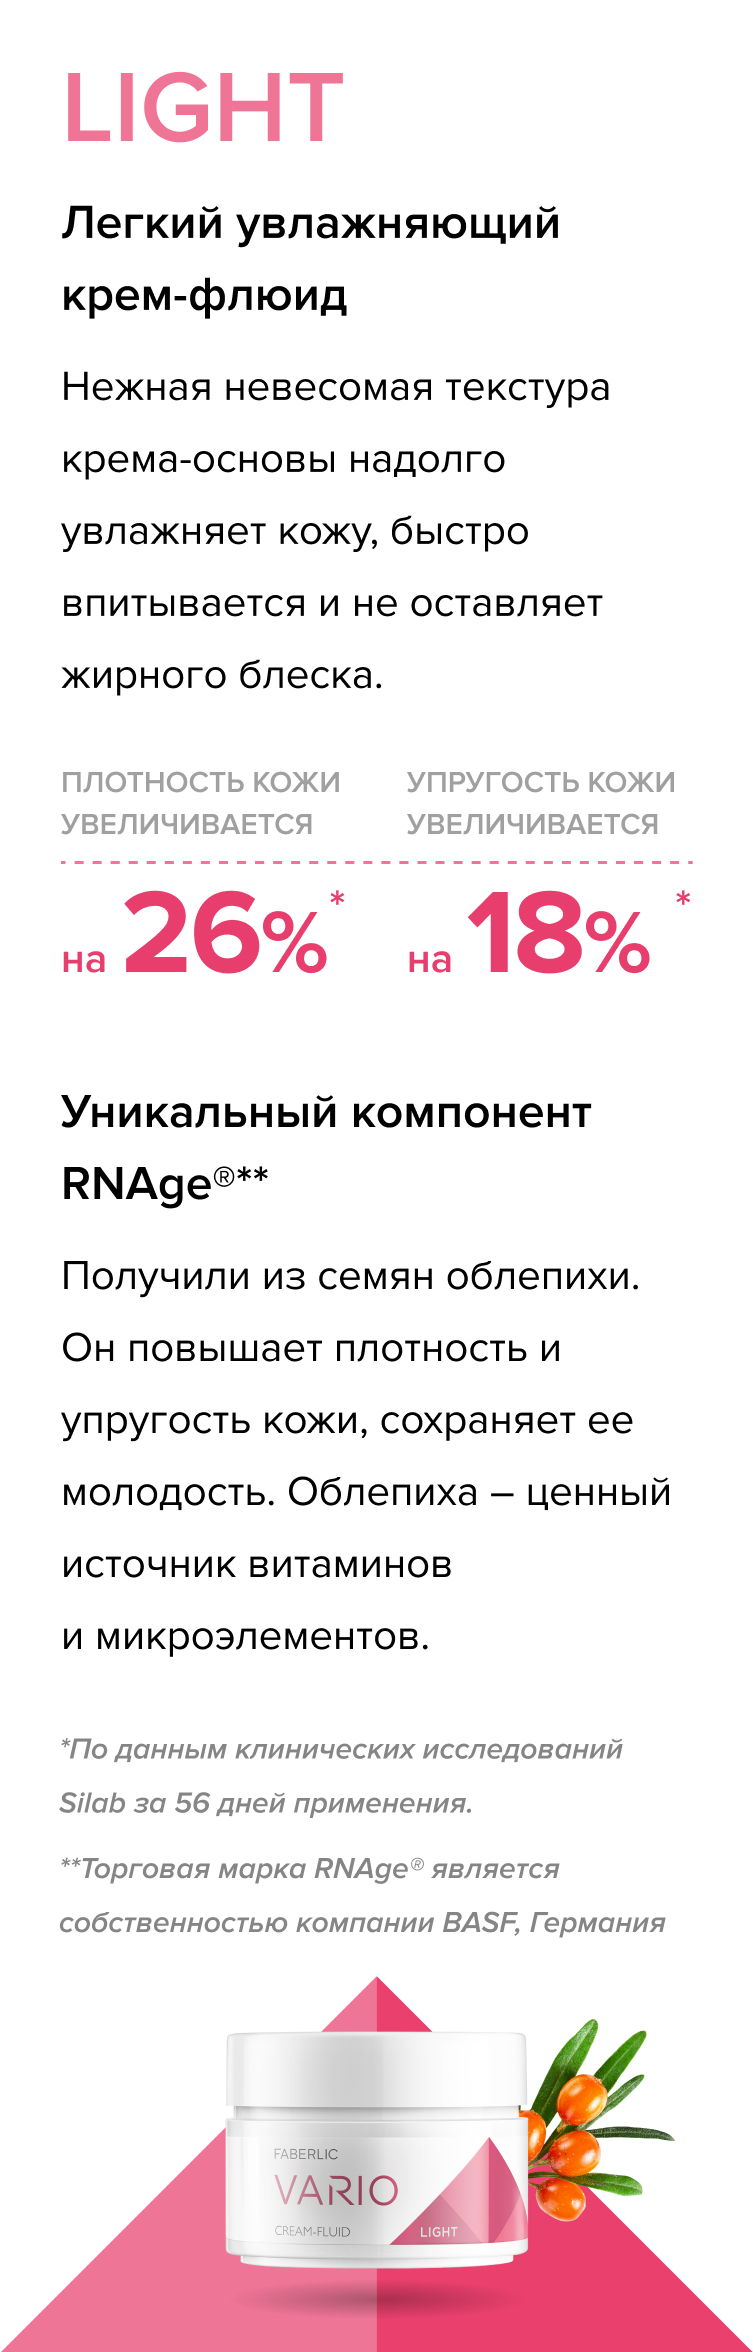 LIGHT
Легкий увлажняющий
крем-флюид
Нежная невесомая текстура
крема-основы надолго
увлажняет кожу, быстро
впитывается и не оставляет
жирного блеска.
ПЛОТНОСТЬ КОЖИ
УВЕЛИЧИВАЕТСЯ
на 26%*
УПРУГОСТЬ КОЖИ
УВЕЛИЧИВАЕТСЯ
на 18%*
Уникальный компонент
RNAge®**
Получили из семян облепихи.
Он повышает плотность и
упругость кожи, сохраняет ее
молодость. Облепиха – ценный
источник витаминов
и микроэлементов.
*По данным клинических исследований
Silab за 56 дней применения.
**Торговая марка RNAge® является
собственностью компании BASF, Германия
FABERLIC
VARIO
CREAM-FLUID
LIGHT